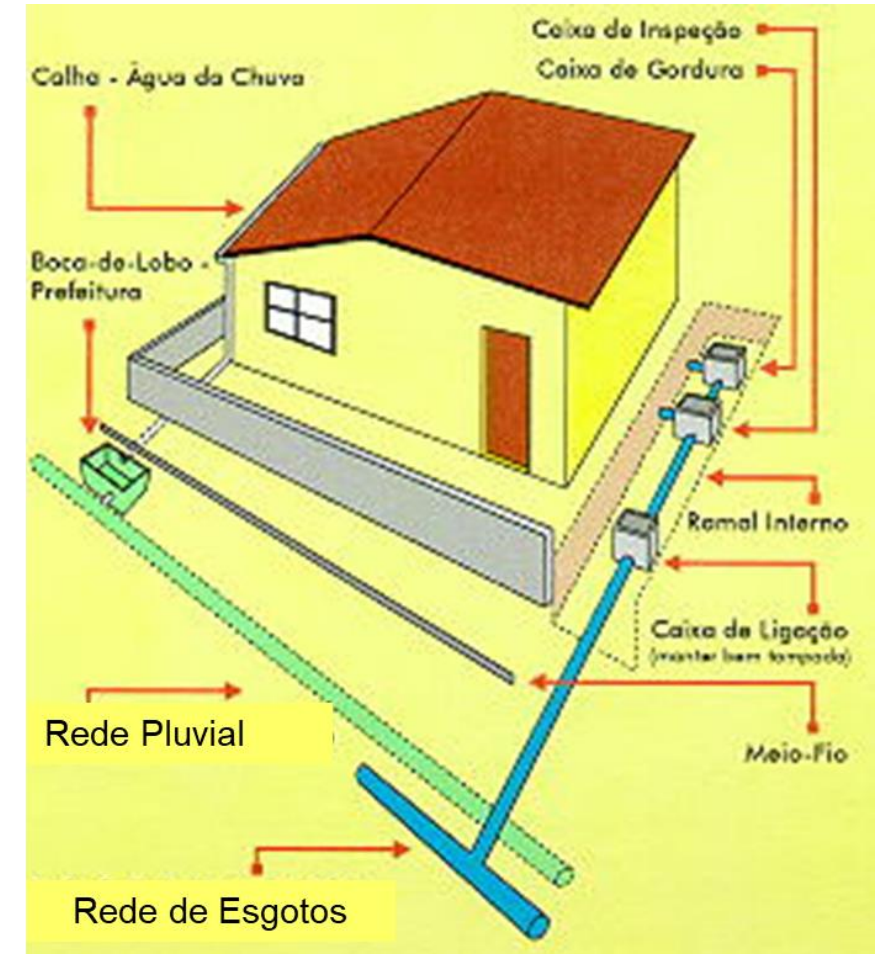 Caixa de Inspeção
Caixa de Gordura
Calha - Água da Chuva
Boca-de-Lobo -
Prefeitura
Ramal Interno
Caixa de Ligação
(manter bem tampada)
Meio-Fio
Rede Pluvial
Rede de Esgotos